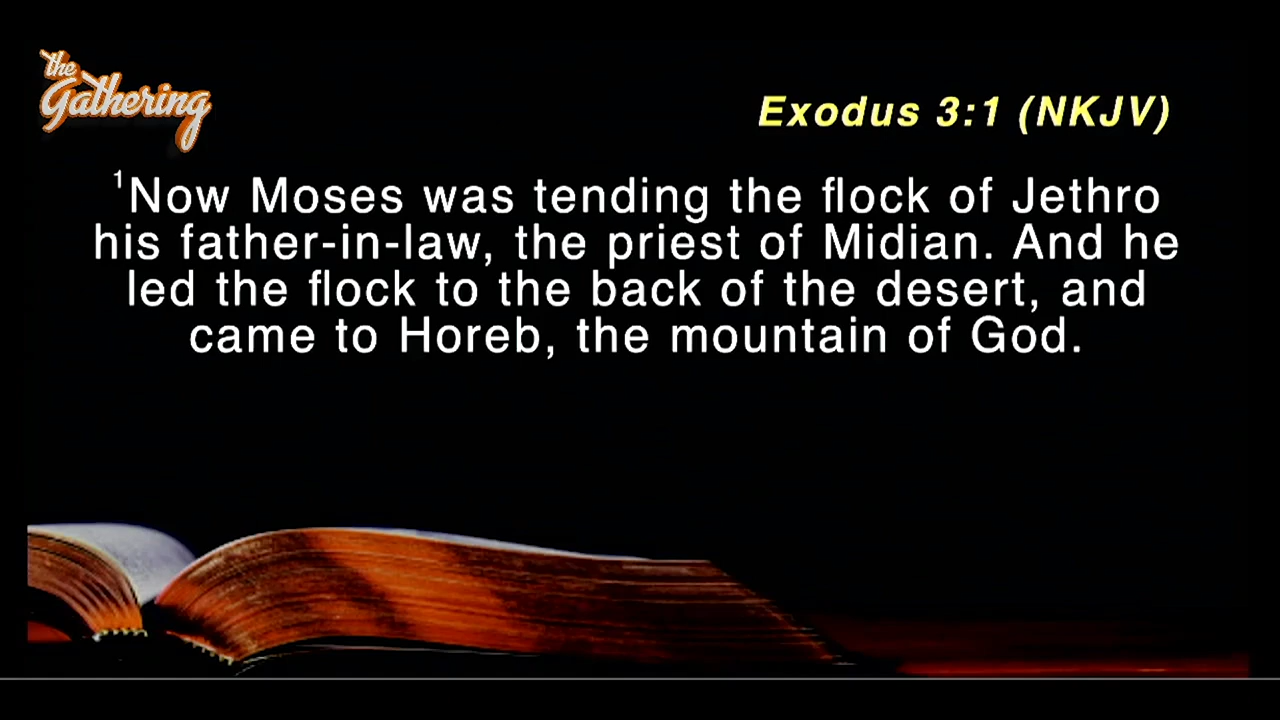 the
Gathering
Exodus 3:1 (NKJV)
1Now Moses was tending the flock of Jethro
his father-in-law, the priest of Midian. And he
led the flock to the back of the desert, and
came to Horeb, the mountain of God.